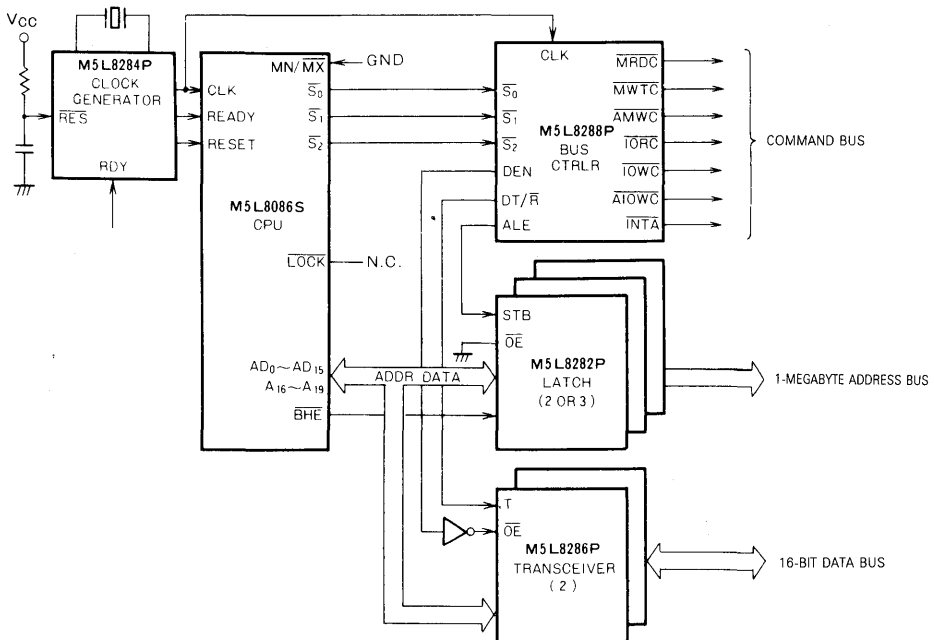 VCC
M5L8284P
CLOCK
GENERATOR
RES
RDY
MN/MX
GND
CLK
READY
RESET
S0
S1
S2
M5L8086S
CPU
LOCK
N.C.
AD0~AD15
A16~A19
BHE
ADDR DATA
CLK
S0
S1
S2
DEN
DT/R
ALE
M5L8288P
BUS
CTRLR
MRDC
MWTC
AMWC
IORC
IOWC
AIOWC
INTA
COMMAND BUS
STB
OE
M5L8282P
LATCH
(2 OR 3)
1-MEGABYTE ADDRESS BUS
T
OE
M5L8286P
TRANSCEIVER
(2)
16-BIT DATA BUS